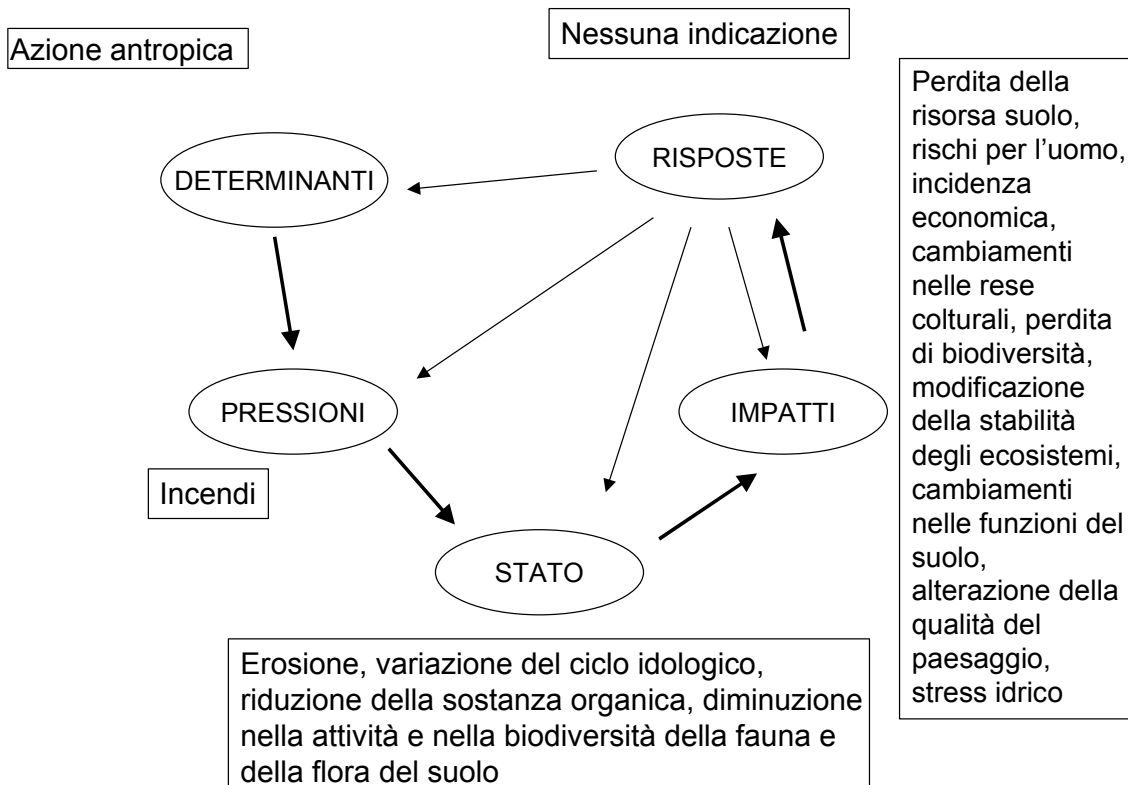 Azione antropica
Nessuna indicazione
DETERMINANTI
RISPOSTE
Perdita della
risorsa suolo,
rischi per l'uomo,
incidenza
economica,
cambiamenti
nelle rese
colturali, perdita
di biodiversità,
modificazione
della stabilità
degli ecosistemi,
cambiamenti
nelle funzioni del
suolo,
alterazione della
qualità del
paesaggio,
stress idrico
PRESSIONI
IMPATTI
Incendi
STATO
Erosione, variazione del ciclo idologico,
riduzione della sostanza organica, diminuzione
nella attività e nella biodiversità della fauna e
della flora del suolo